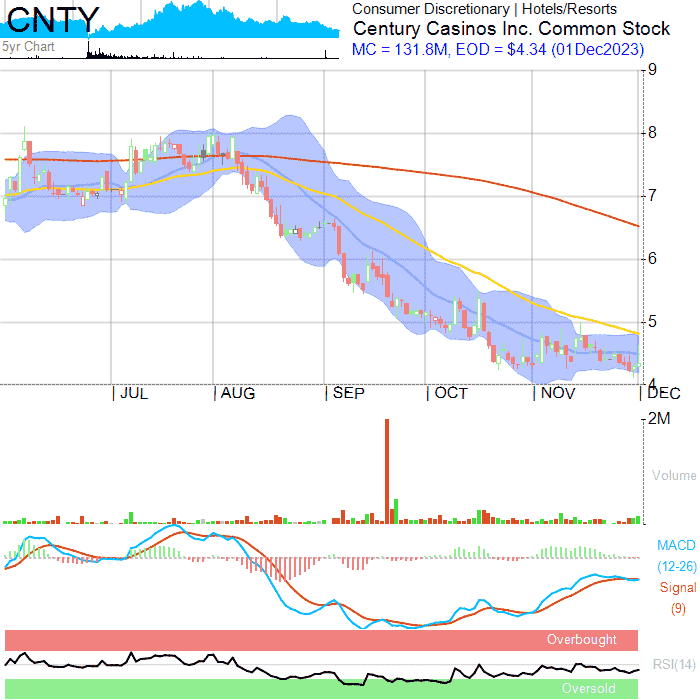 CNTY
Consumer Discretionary | Hotels/Resorts
Century Casinos Inc. Common Stock
5yr Chart
MC = 131.8M, EOD = $4.34 (01Dec2023)
9
8
7
6
5
4
JUL AUG SEP OCT NOV DEC
2M
Volume
MACD
(12-26)
Signal
(9)
Overbought
RSI(14)
Oversold